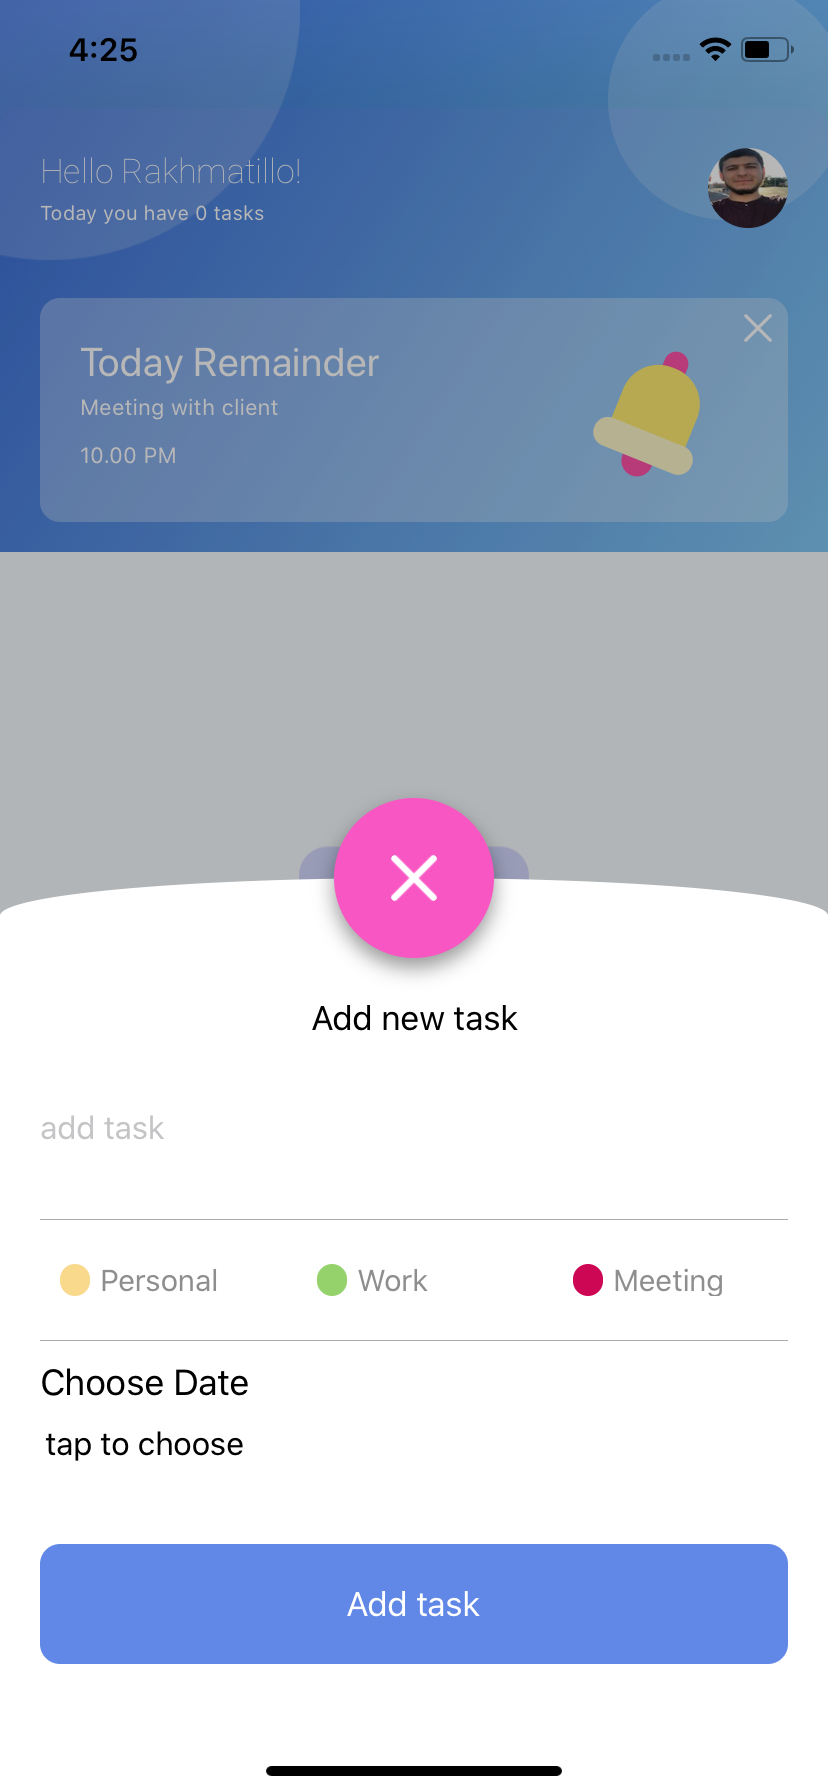 4:25
Hello Rakhmatillo!
Today you have 0 tasks
Today Remainder
Meeting with client
10.00 PM
Add new task
add task
Personal
Work
Meeting
Choose Date
tap to choose
Add task